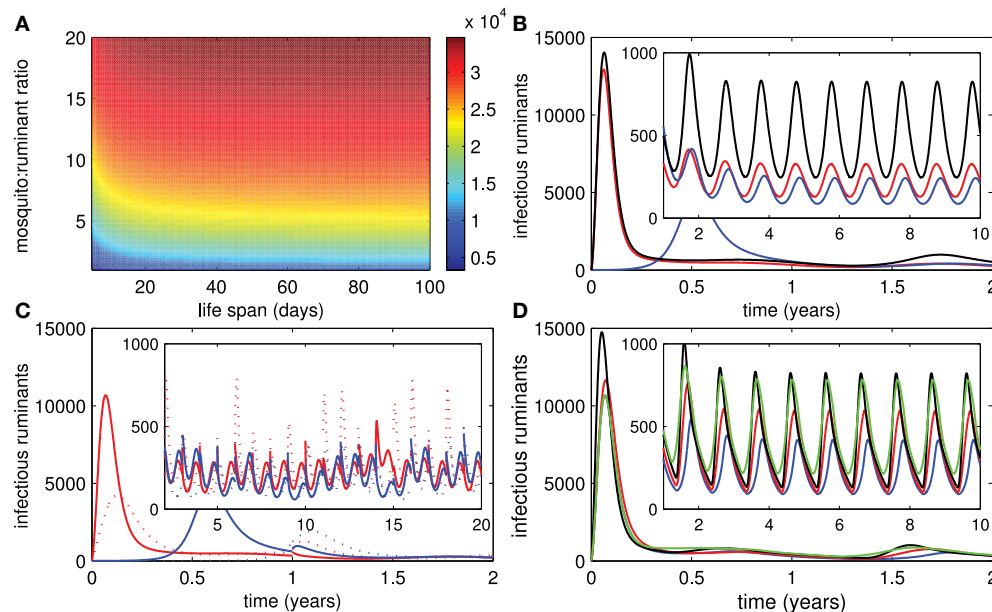 A
x 10⁴
20
15
10
5
mosquito:ruminant ratio
20 40 60 80 100
life span (days)
3
2.5
2
1.5
1
0.5
B
15000
10000
5000
0
infectious ruminants
1000
500
0
2 4 6 8 10
0 0.5 1 1.5 2
time (years)
C
15000
10000
5000
0
infectious ruminants
1000
500
0
5 10 15 20
0 0.5 1 1.5 2
time (years)
D
15000
10000
5000
0
infectious ruminants
1000
500
0
2 4 6 8 10
0 0.5 1 1.5 2
time (years)